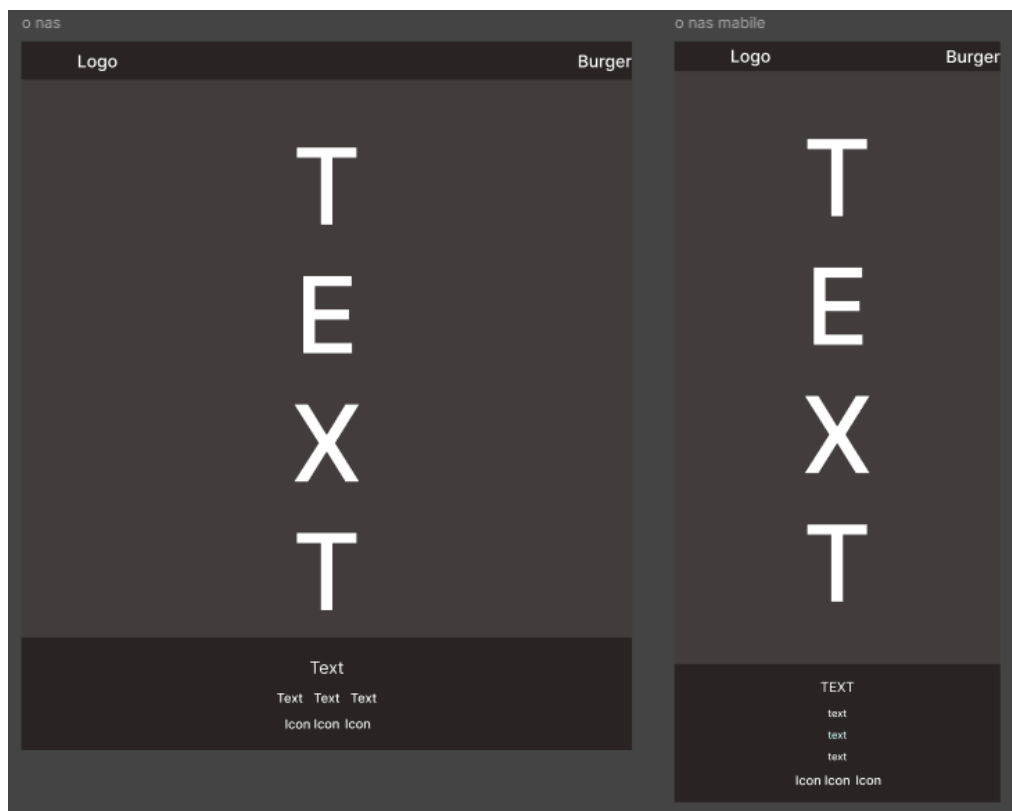 o nas
Logo Burger
T
E
X
T
Text
Text Text Text
Icon Icon Icon
o nas mabile
Logo Burger
T
E
X
T
TEXT
text
text
text
Icon Icon Icon